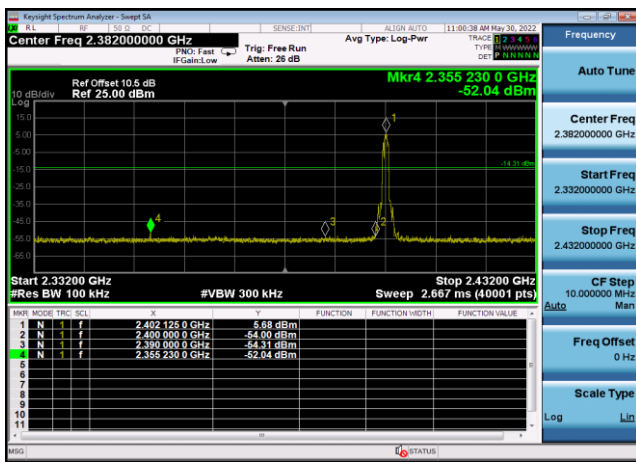 Keysight Spectrum Analyzer - Swept SA
RL RF 50 Ω DC SENSE:INT ALIGN AUTO 11:00:38 AM May 30, 2022
Center Freq 2.382000000 GHz
PNO: Fast
IFGain:Low
Trig: Free Run
Atten: 26 dB
Avg Type: Log-Pwr
TRACE 1 2 3 4 5 6
TYPE M W W W W W
DET P N N N N N
Ref Offset 10.5 dB
Ref 25.00 dBm
10 dB/div
Log
Mkr4 2.355 230 0 GHz
-52.04 dBm
15.0
5.00
-5.00
-15.0
-25.0
-35.0
-45.0
-55.0
-65.0
1
-14.31 dBm
4
3
2
Start 2.33200 GHz
Stop 2.43200 GHz
#Res BW 100 kHz
#VBW 300 kHz
Sweep 2.667 ms (40001 pts)
MKR MODE TRC SCL X Y FUNCTION FUNCTION WIDTH FUNCTION VALUE
1 N 1 f 2.402 125 0 GHz 5.68 dBm
2 N 1 f 2.400 000 0 GHz -54.00 dBm
3 N 1 f 2.390 000 0 GHz -54.31 dBm
4 N 1 f 2.355 230 0 GHz -52.04 dBm
5
6
7
8
9
10
11
MSG
STATUS
Frequency
Auto Tune
Center Freq
2.382000000 GHz
Start Freq
2.332000000 GHz
Stop Freq
2.432000000 GHz
CF Step
10.000000 MHz
Auto Man
Freq Offset
0 Hz
Scale Type
Log Lin